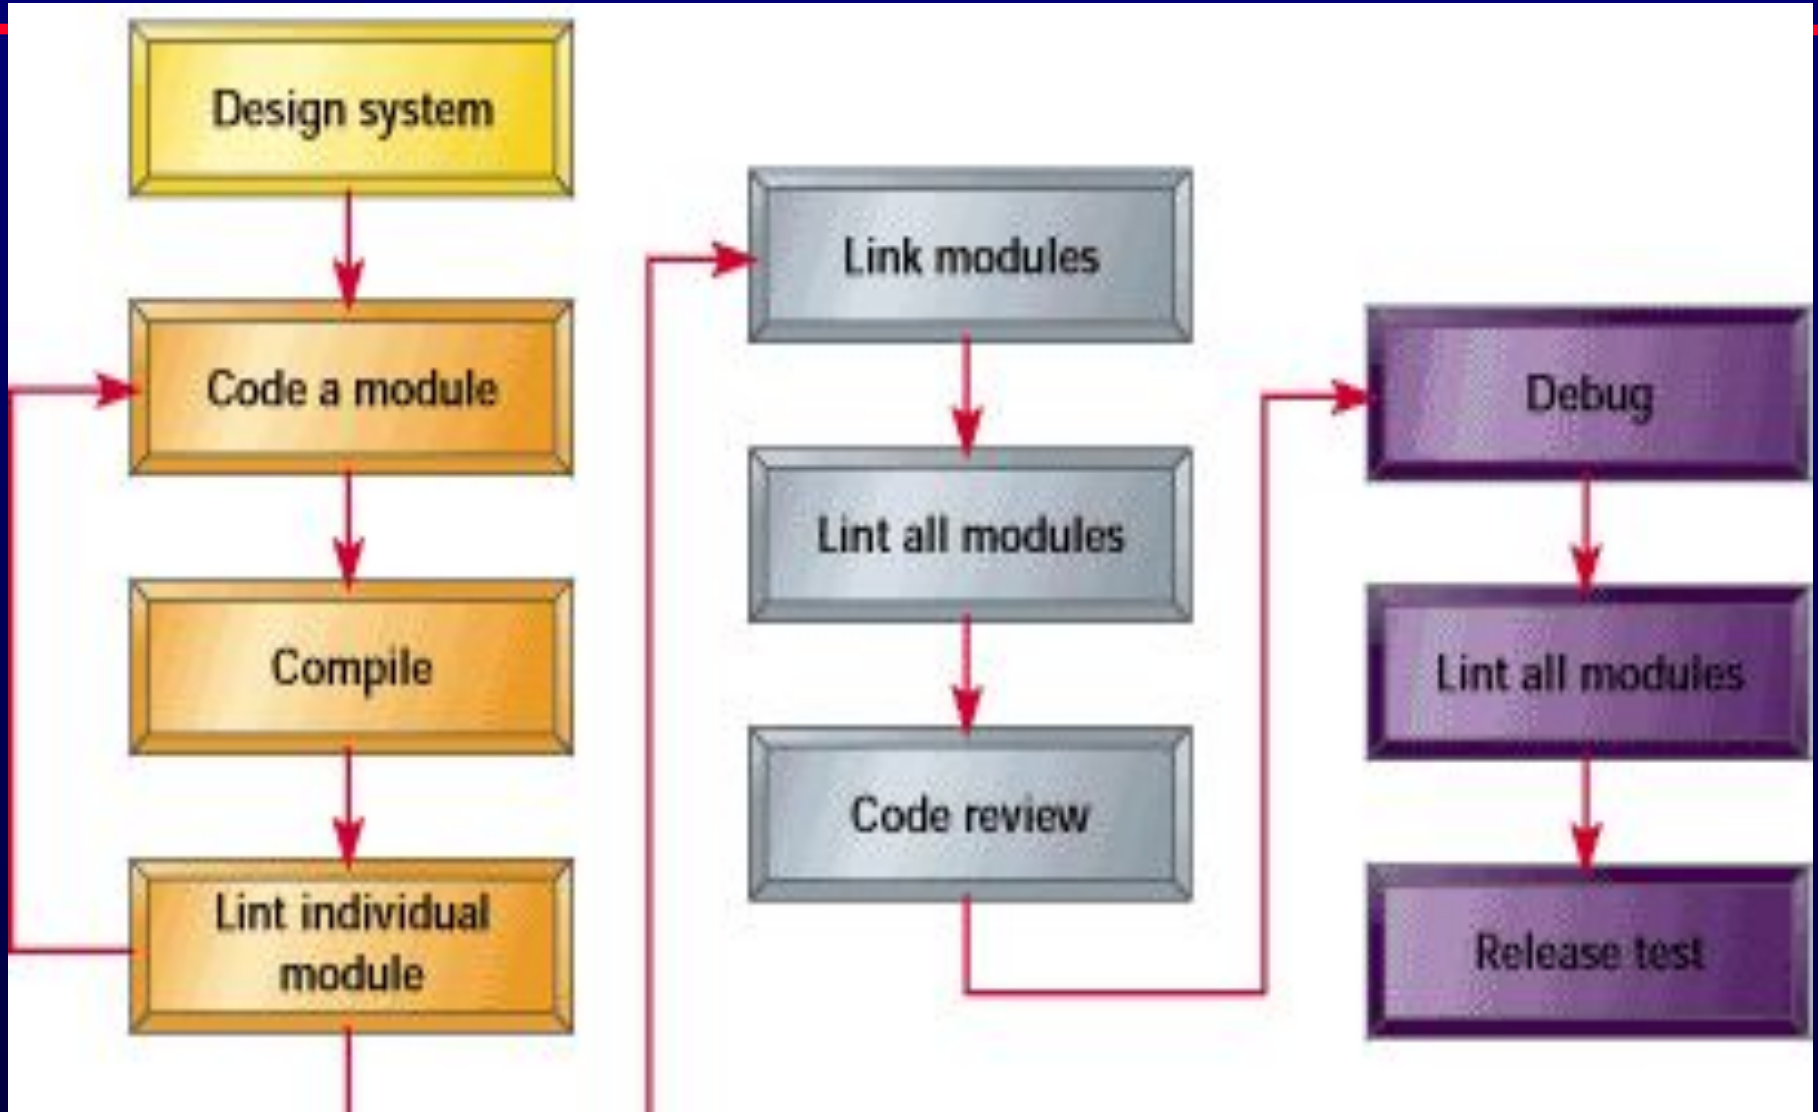 Design system
Code a module
Compile
Lint individual
module
Link modules
Lint all modules
Code review
Debug
Lint all modules
Release test